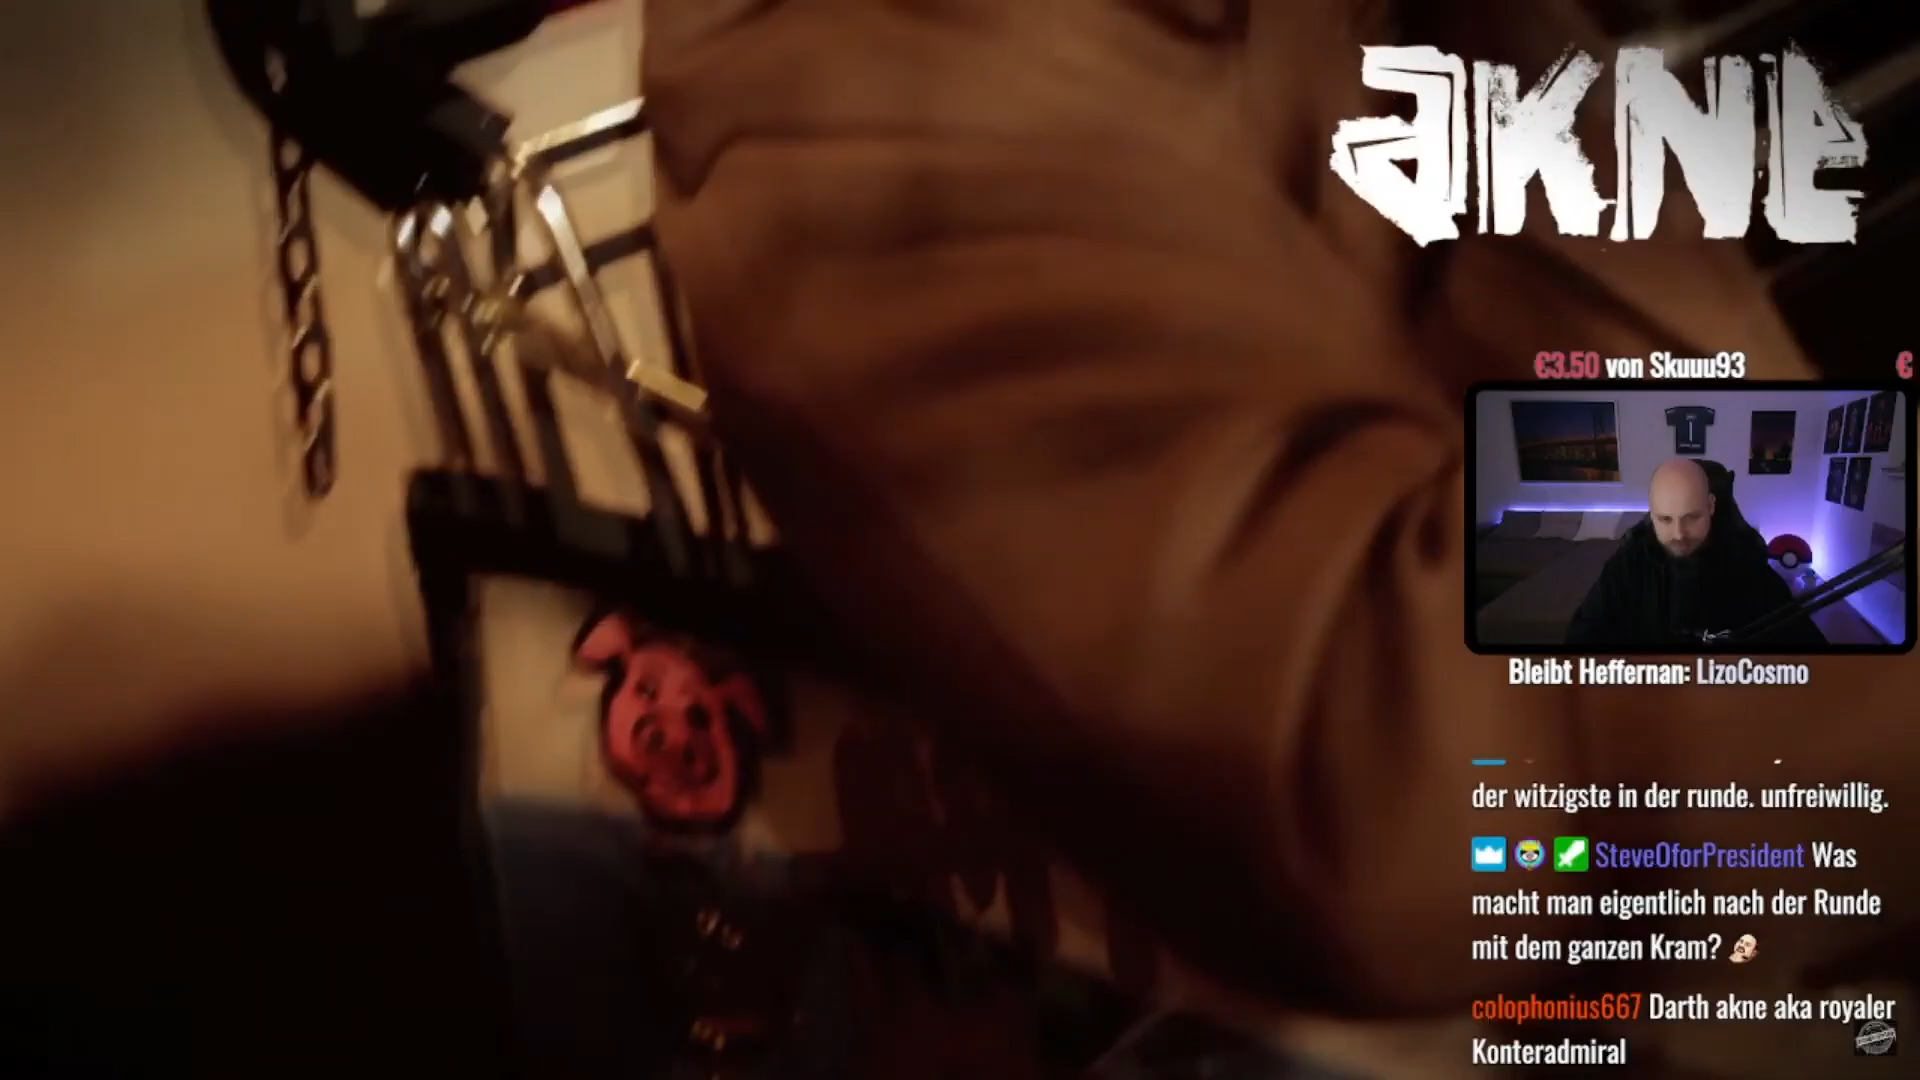 aKNe
€3.50 von Skuuu93
€
Bleibt Heffernan: LizoCosmo
der witzigste in der runde. unfreiwillig.
SteveOforPresident Was
macht man eigentlich nach der Runde
mit dem ganzen Kram?
colophonius667 Darth akne aka royaler
Konteradmiral